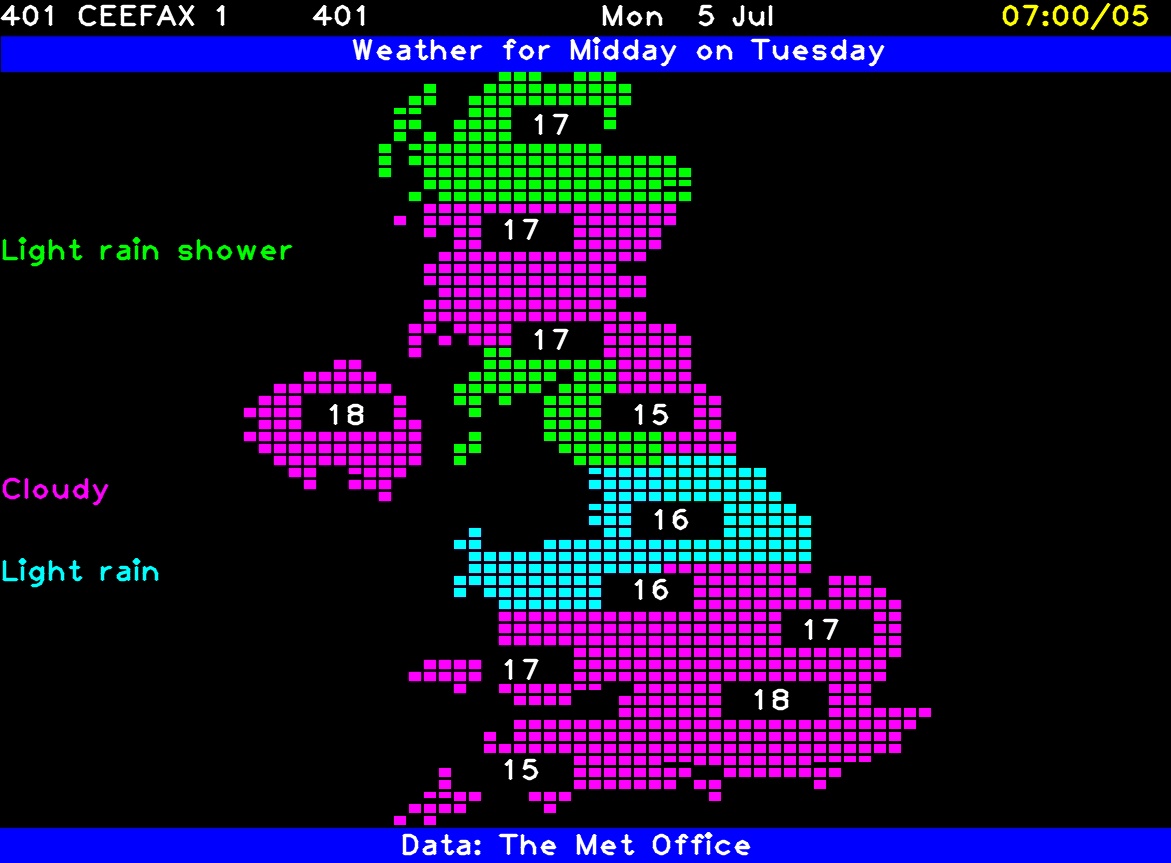 401 CEEFAX 1 401 Mon 5 Jul 07:00/05
Weather for Midday on Tuesday
17
17
Light rain shower
17
18 15
Cloudy
16
Light rain
16
17
17
18
15
Data: The Met Office